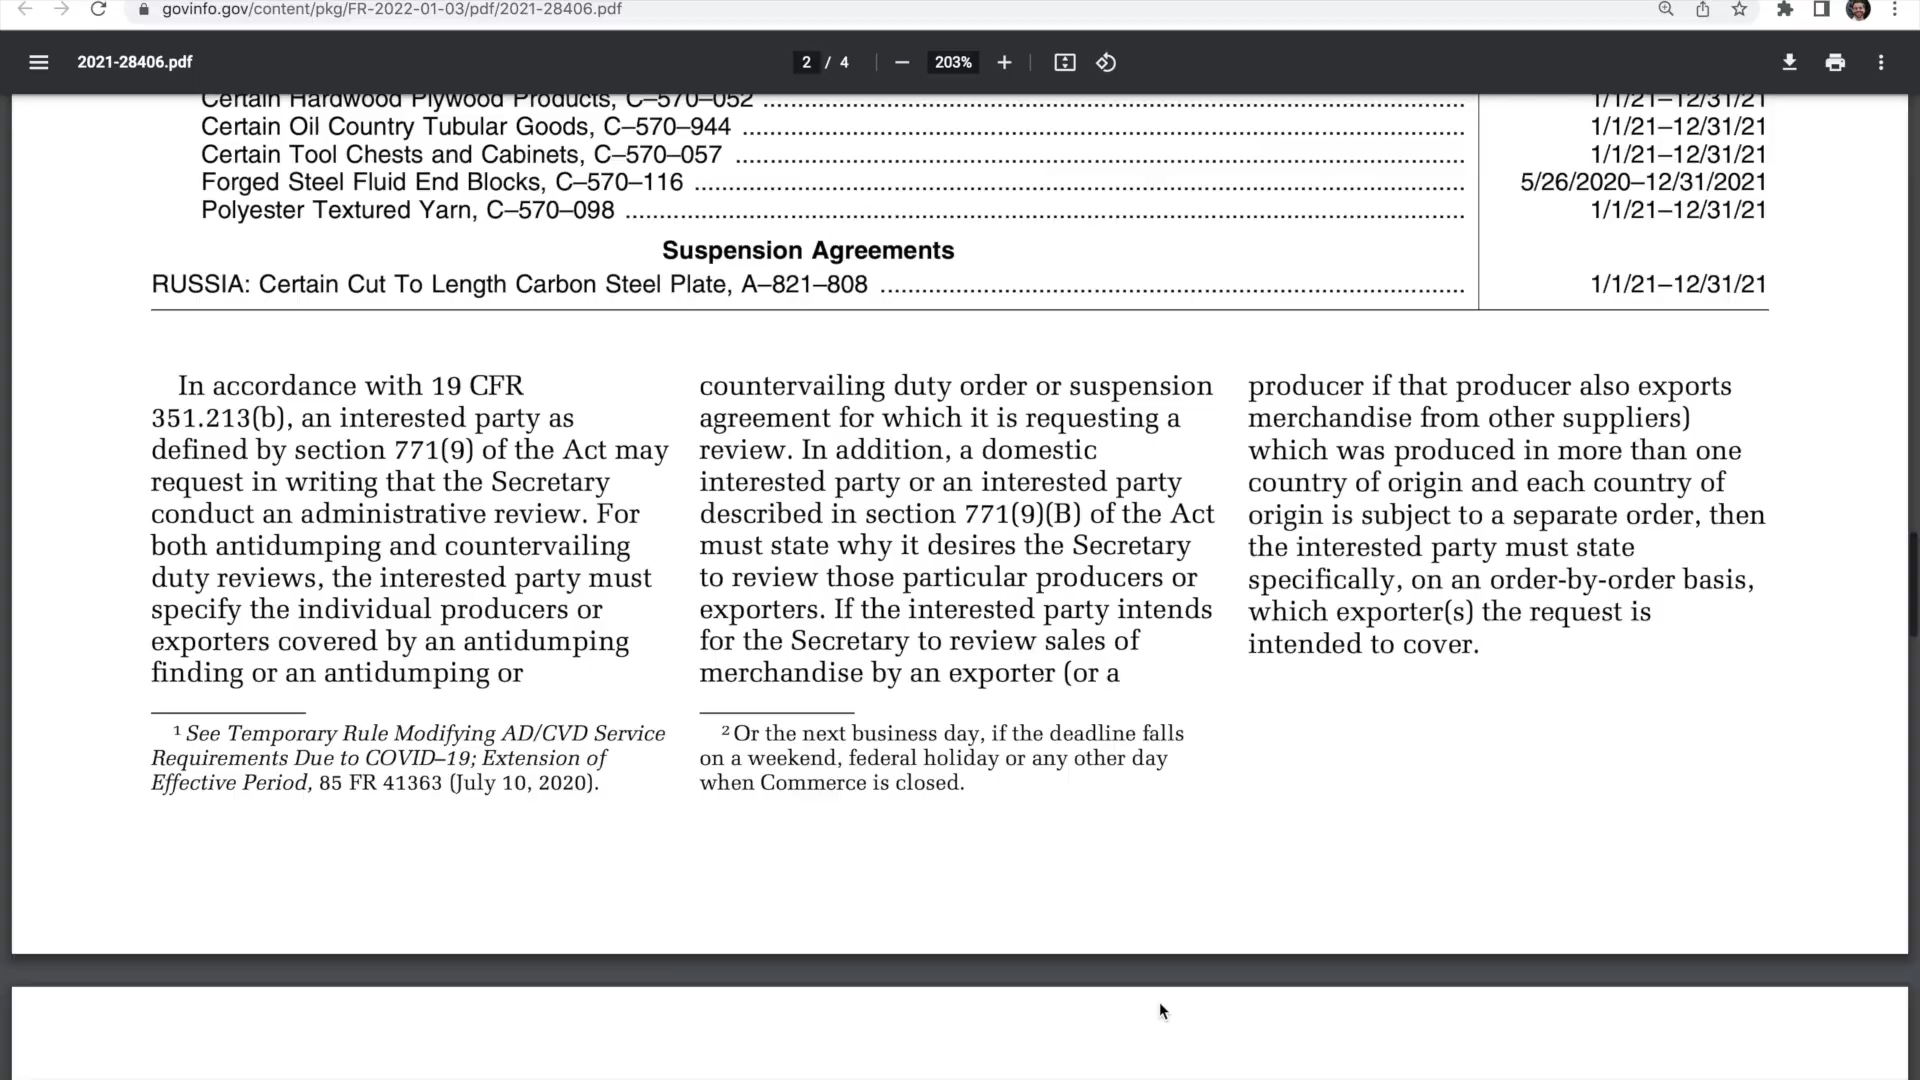 govinfo.gov/content/pkg/FR-2022-01-03/pdf/2021-28406.pdf
2021-28406.pdf
2 / 4
203%
Certain Hardwood Plywood Products, C–570–052 ........ 1/1/21–12/31/21
Certain Oil Country Tubular Goods, C–570–944 ........ 1/1/21–12/31/21
Certain Tool Chests and Cabinets, C–570–057 ........ 1/1/21–12/31/21
Forged Steel Fluid End Blocks, C–570–116 ........ 5/26/2020–12/31/2021
Polyester Textured Yarn, C–570–098 ........ 1/1/21–12/31/21
Suspension Agreements
RUSSIA: Certain Cut To Length Carbon Steel Plate, A–821–808 ........ 1/1/21–12/31/21
In accordance with 19 CFR
351.213(b), an interested party as
defined by section 771(9) of the Act may
request in writing that the Secretary
conduct an administrative review. For
both antidumping and countervailing
duty reviews, the interested party must
specify the individual producers or
exporters covered by an antidumping
finding or an antidumping or
1 See Temporary Rule Modifying AD/CVD Service
Requirements Due to COVID–19; Extension of
Effective Period, 85 FR 41363 (July 10, 2020).
countervailing duty order or suspension
agreement for which it is requesting a
review. In addition, a domestic
interested party or an interested party
described in section 771(9)(B) of the Act
must state why it desires the Secretary
to review those particular producers or
exporters. If the interested party intends
for the Secretary to review sales of
merchandise by an exporter (or a
2 Or the next business day, if the deadline falls
on a weekend, federal holiday or any other day
when Commerce is closed.
producer if that producer also exports
merchandise from other suppliers)
which was produced in more than one
country of origin and each country of
origin is subject to a separate order, then
the interested party must state
specifically, on an order-by-order basis,
which exporter(s) the request is
intended to cover.